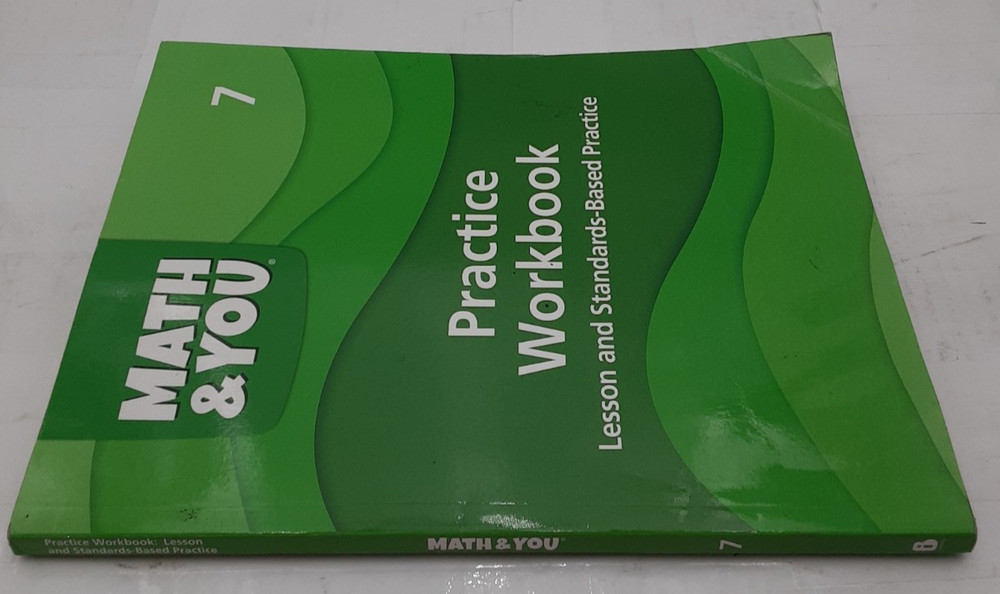 7
MATH
& YOU®
Practice
Workbook
Lesson and Standards-Based Practice
Practice Workbook: Lesson
and Standards-Based Practice
MATH & YOU®
7
B